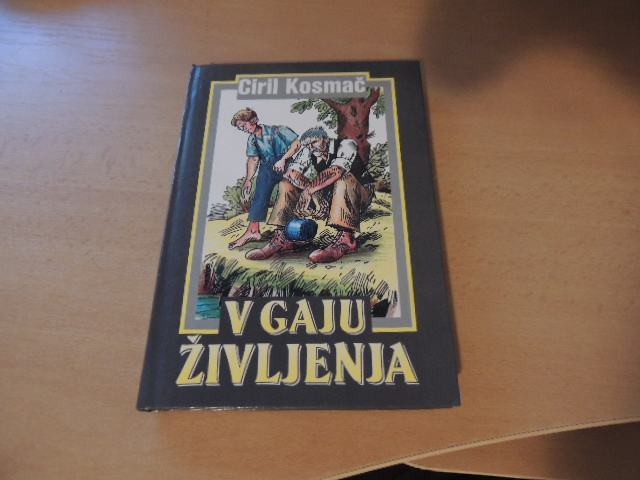 Ciril Kosmač
V GAJU
ŽIVLJENJA